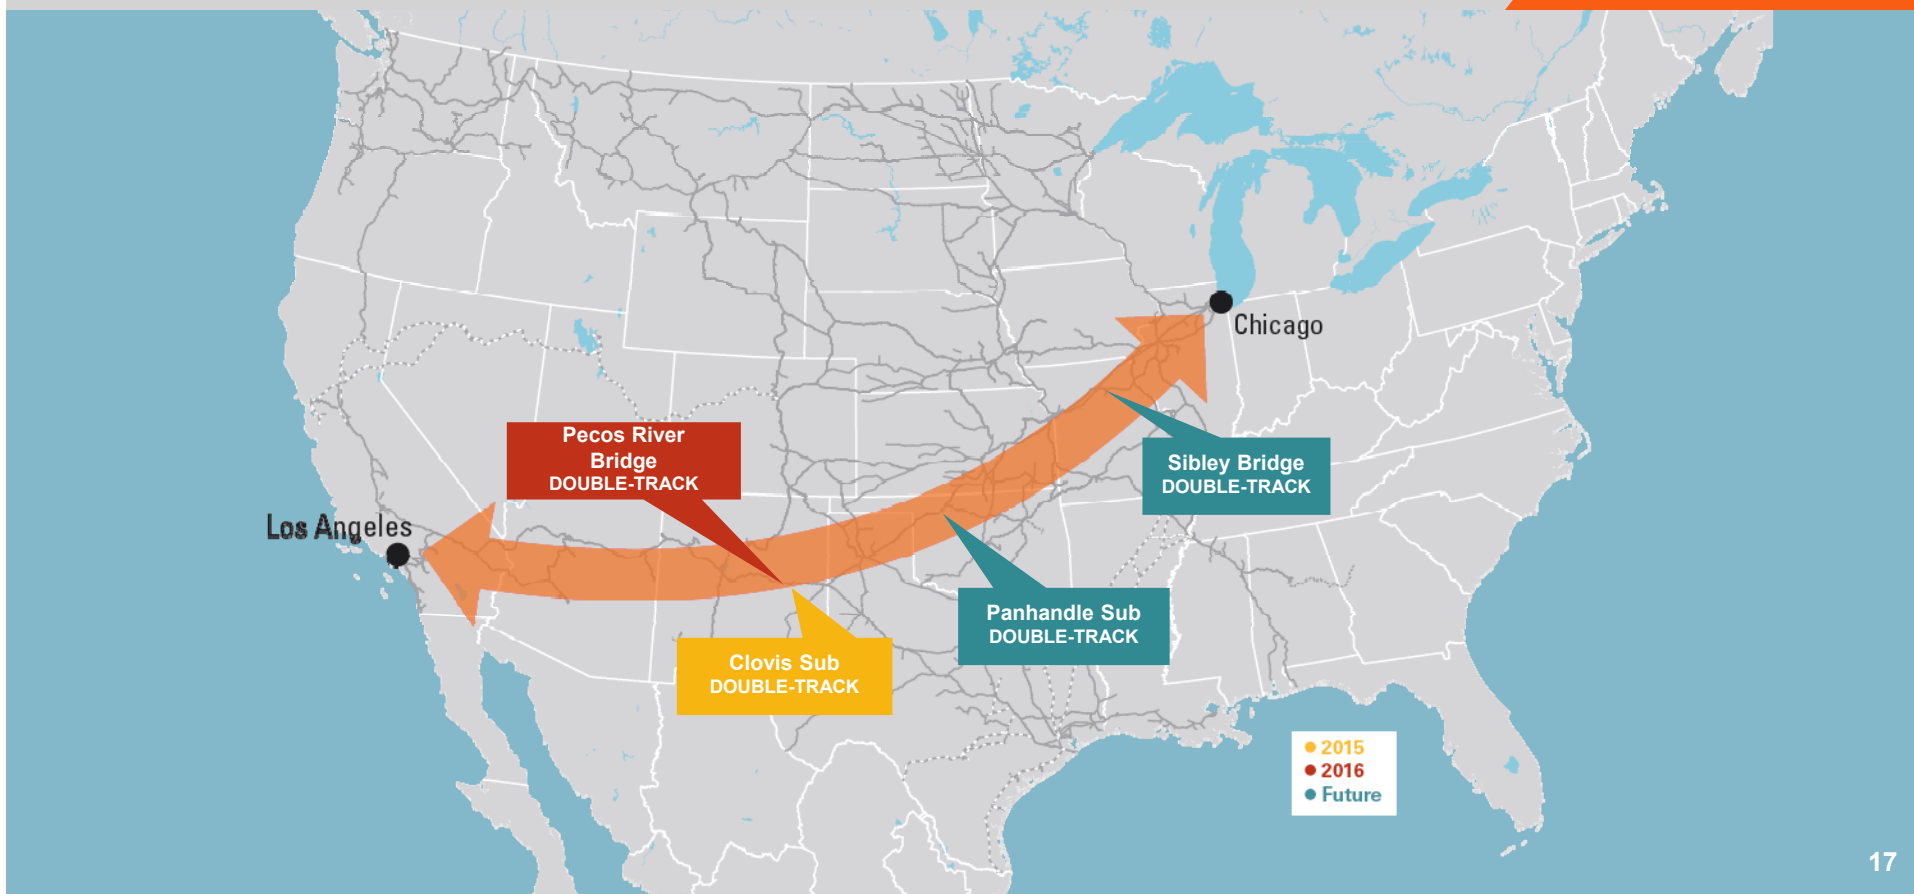 Chicago
Pecos River
Bridge
DOUBLE-TRACK
Sibley Bridge
DOUBLE-TRACK
Los Angeles
Panhandle Sub
DOUBLE-TRACK
Clovis Sub
DOUBLE-TRACK
2015
2016
Future
17